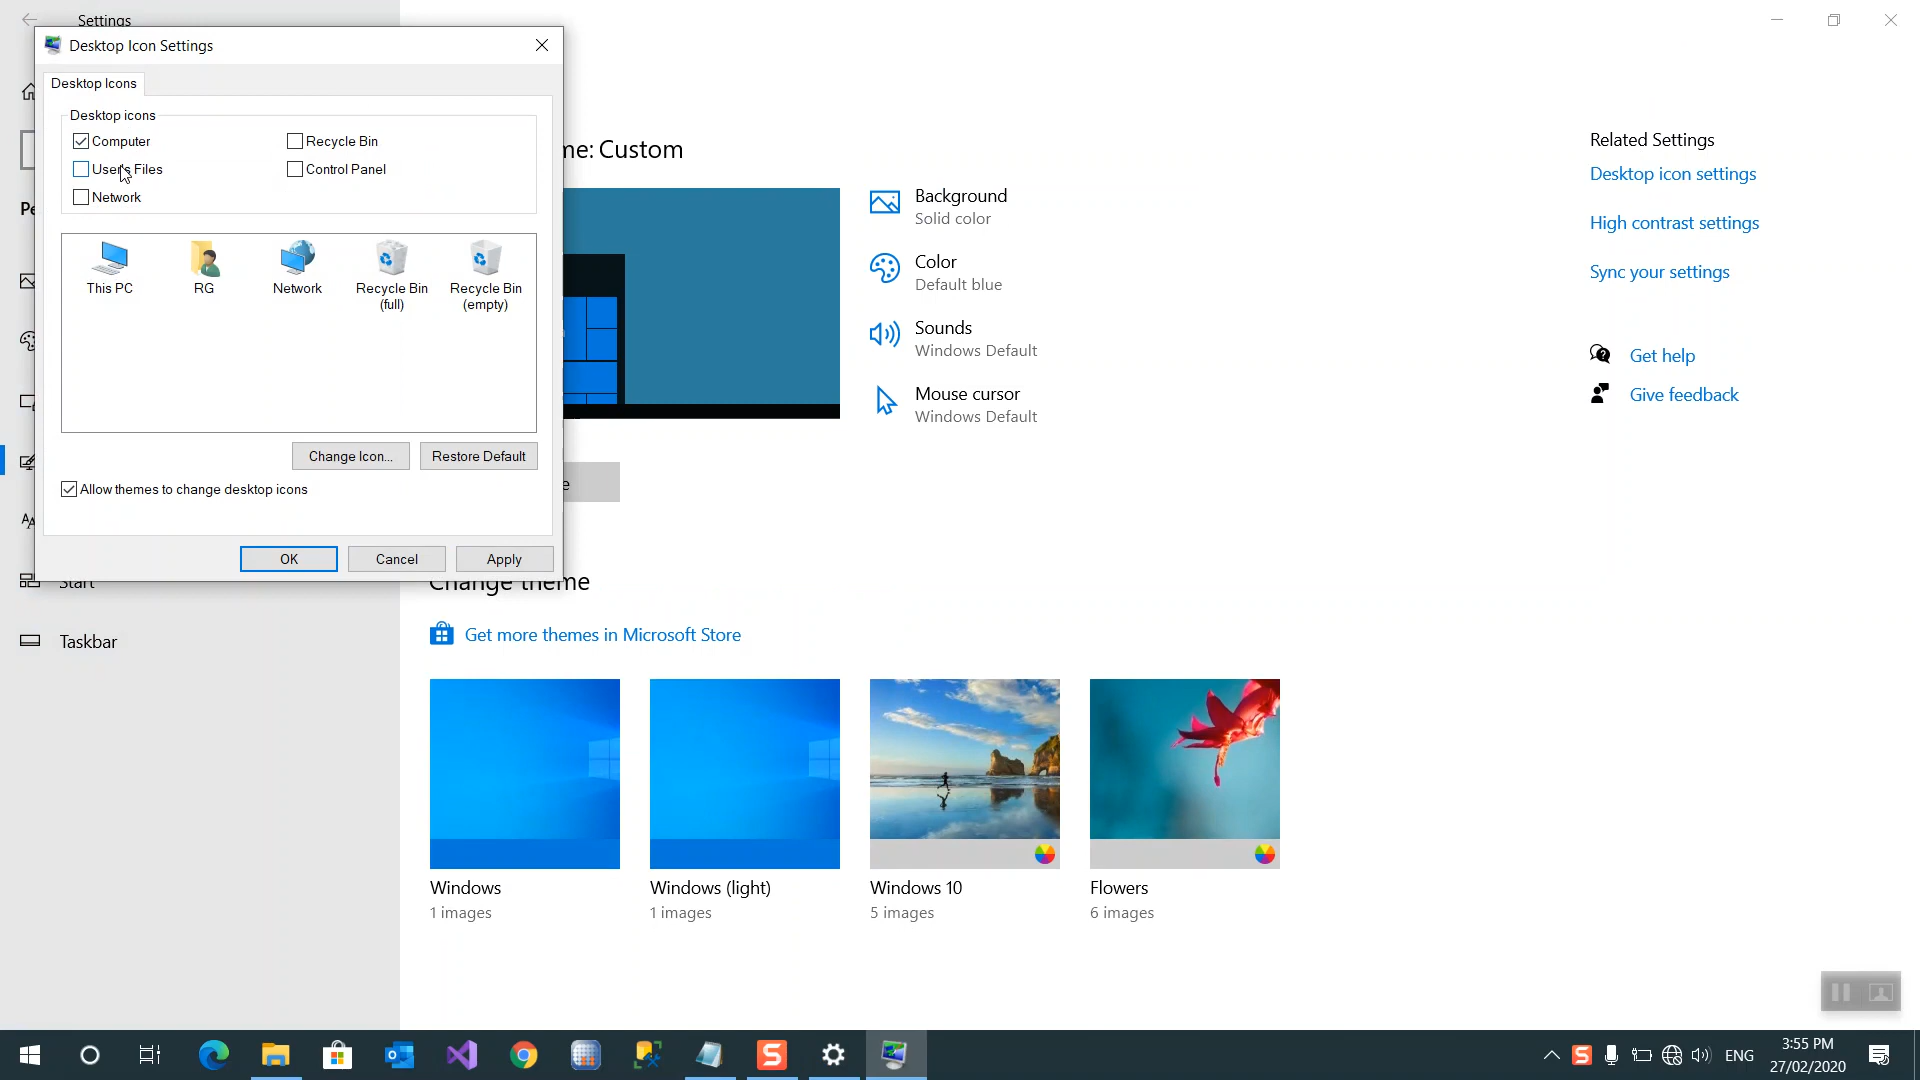 Settings
Desktop Icon Settings
Desktop Icons
Desktop icons
Computer
Recycle Bin
User's Files
Control Panel
Network
This PC
RG
Network
Recycle Bin (full)
Recycle Bin (empty)
Change Icon...
Restore Default
Allow themes to change desktop icons
OK
Cancel
Apply
Pe
Start
Taskbar
me: Custom
Background
Solid color
Color
Default blue
Sounds
Windows Default
Mouse cursor
Windows Default
e
Change theme
Get more themes in Microsoft Store
Windows
1 images
Windows (light)
1 images
Windows 10
5 images
Flowers
6 images
Related Settings
Desktop icon settings
High contrast settings
Sync your settings
Get help
Give feedback
ENG
3:55 PM
27/02/2020